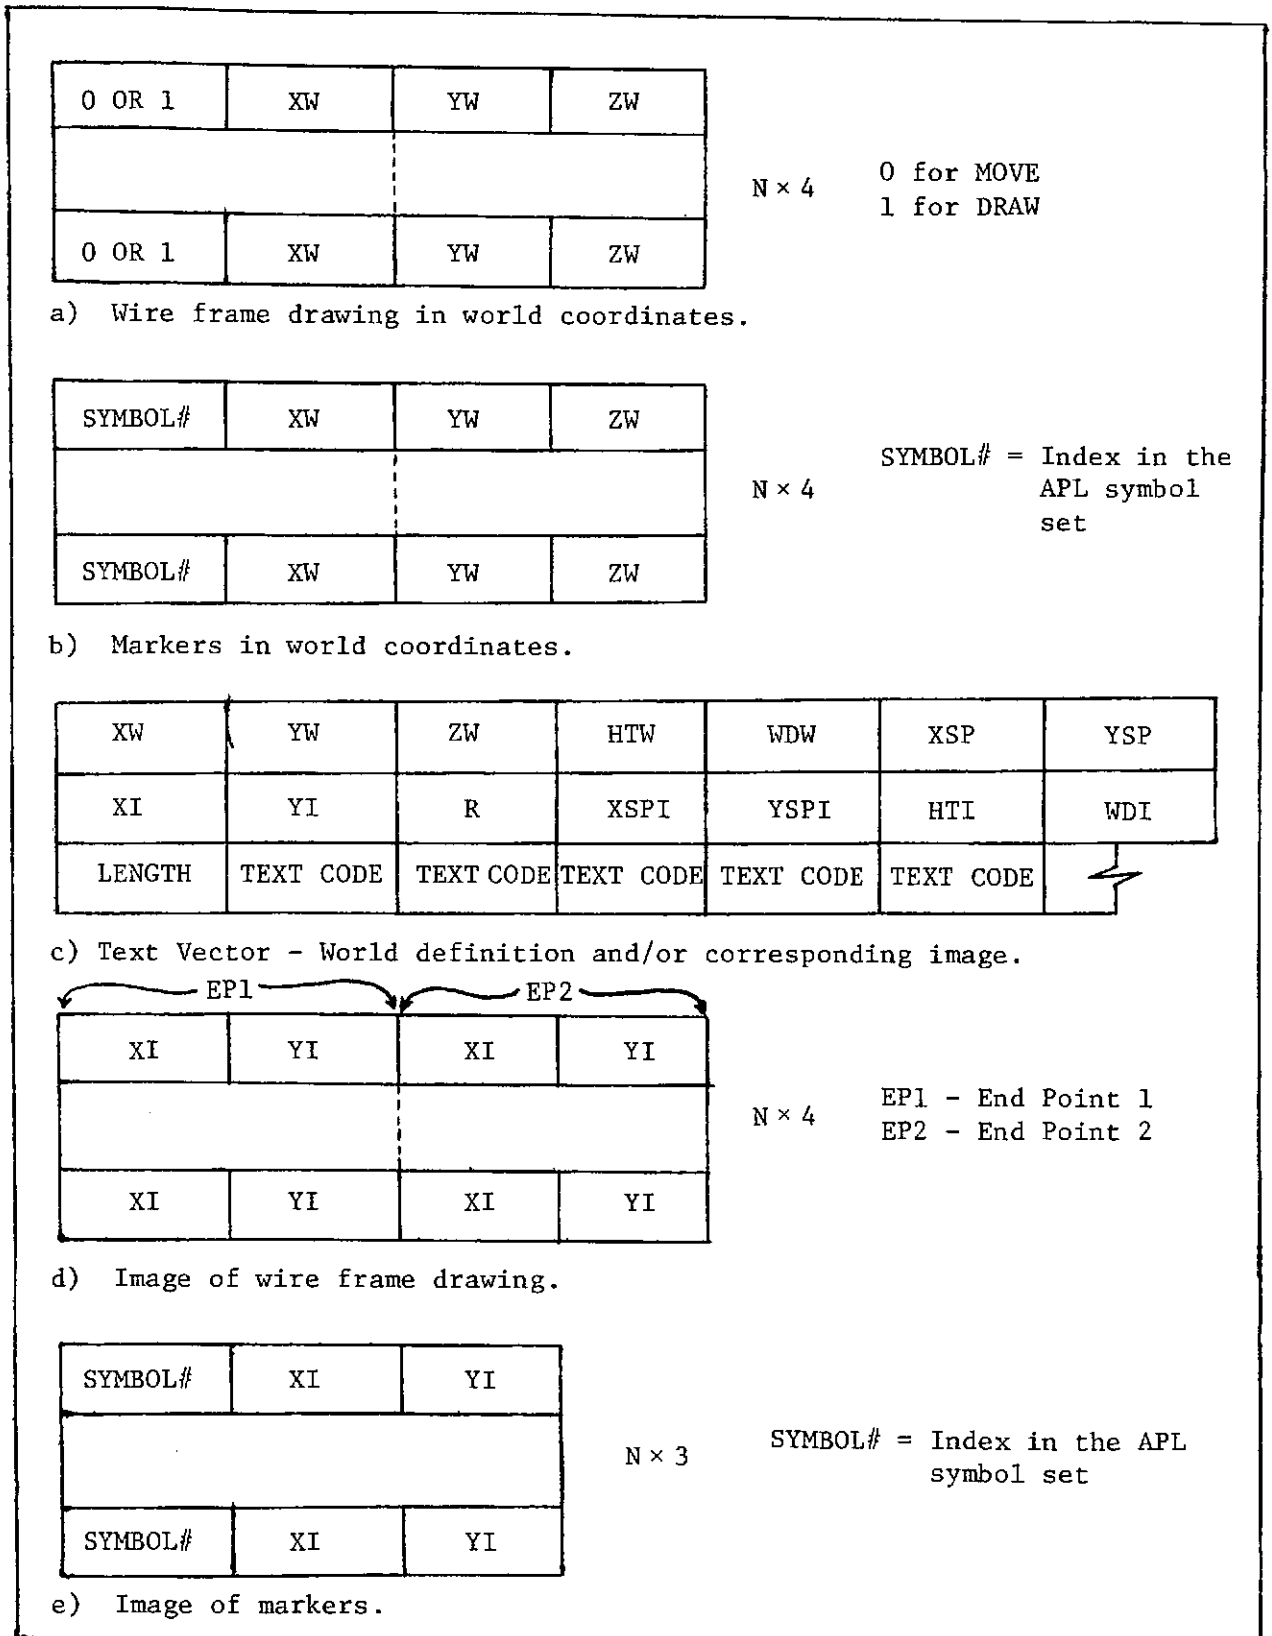 0 OR 1 XW YW ZW
N × 4
0 for MOVE
1 for DRAW
0 OR 1 XW YW ZW
a) Wire frame drawing in world coordinates.
SYMBOL# XW YW ZW
N × 4
SYMBOL# = Index in the
APL symbol
set
SYMBOL# XW YW ZW
b) Markers in world coordinates.
XW YW ZW HTW WDW XSP YSP
XI YI R XSPI YSPI HTI WDI
LENGTH TEXT CODE TEXT CODE TEXT CODE TEXT CODE TEXT CODE
c) Text Vector - World definition and/or corresponding image.
EP1 EP2
XI YI XI YI
N × 4
EP1 - End Point 1
EP2 - End Point 2
XI YI XI YI
d) Image of wire frame drawing.
SYMBOL# XI YI
N × 3
SYMBOL# = Index in the APL
symbol set
SYMBOL# XI YI
e) Image of markers.